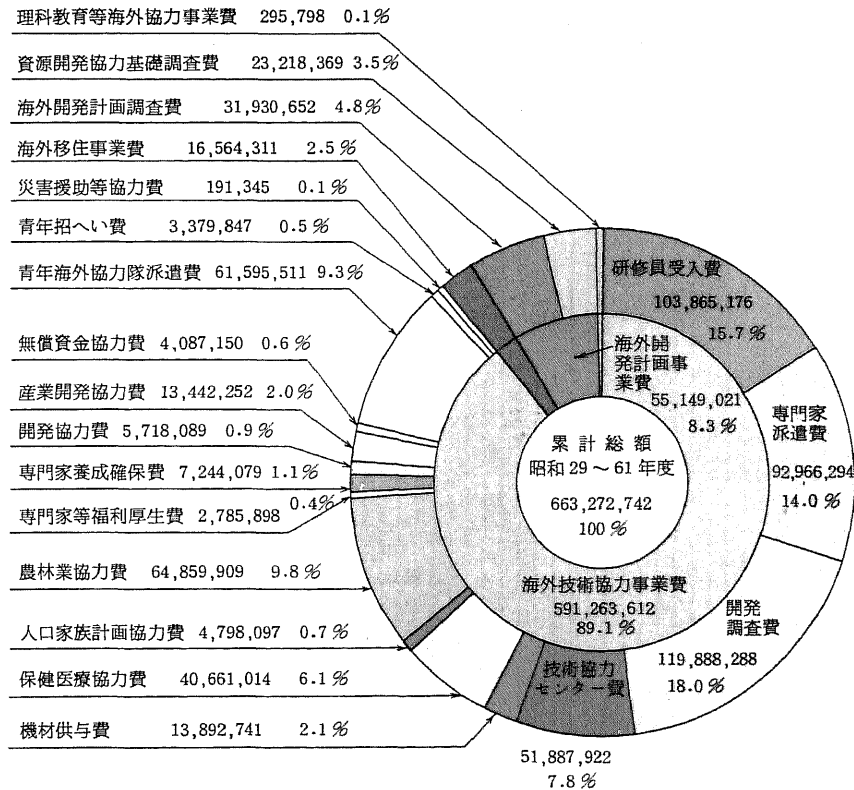 理科教育等海外協力事業費 295,798 0.1%
資源開発協力基礎調査費 23,218,369 3.5%
海外開発計画調査費 31,930,652 4.8%
海外移住事業費 16,564,311 2.5%
災害援助等協力費 191,345 0.1%
青年招へい費 3,379,847 0.5%
青年海外協力隊派遣費 61,595,511 9.3%
無償資金協力費 4,087,150 0.6%
産業開発協力費 13,442,252 2.0%
開発協力費 5,718,089 0.9%
専門家養成確保費 7,244,079 1.1%
専門家等福利厚生費 2,785,898 0.4%
農林業協力費 64,859,909 9.8%
人口家族計画協力費 4,798,097 0.7%
保健医療協力費 40,661,014 6.1%
機材供与費 13,892,741 2.1%
研修員受入費
103,865,176
15.7%
海外開
発計画事
業費
55,149,021
8.3%
専門家
派遣費
92,966,294
14.0%
累計総額
昭和29～61年度
663,272,742
100%
海外技術協力事業費
591,263,612
89.1%
開発
調査費
119,888,288
18.0%
技術協力
センター費
51,887,922
7.8%